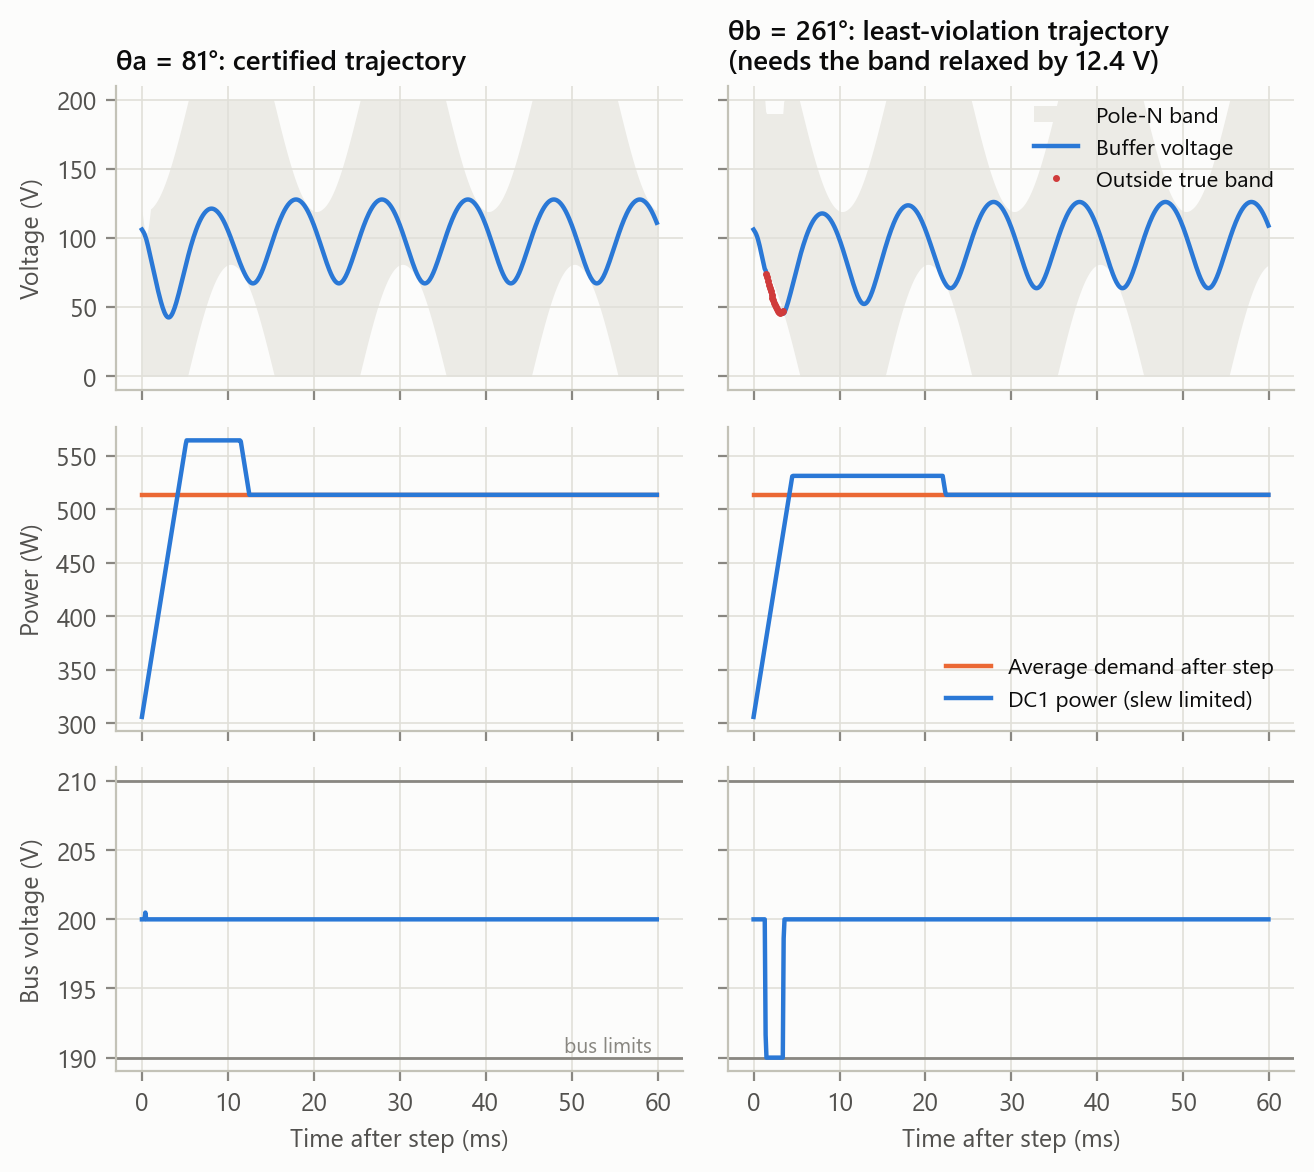 θa = 81°: certified trajectory
θb = 261°: least-violation trajectory
(needs the band relaxed by 12.4 V)
Voltage (V)
200
150
100
50
0
Pole-N band
Buffer voltage
Outside true band
Power (W)
550
500
450
400
350
300
Average demand after step
DC1 power (slew limited)
Bus voltage (V)
210
205
200
195
190
bus limits
0 10 20 30 40 50 60
0 10 20 30 40 50 60
Time after step (ms)
Time after step (ms)